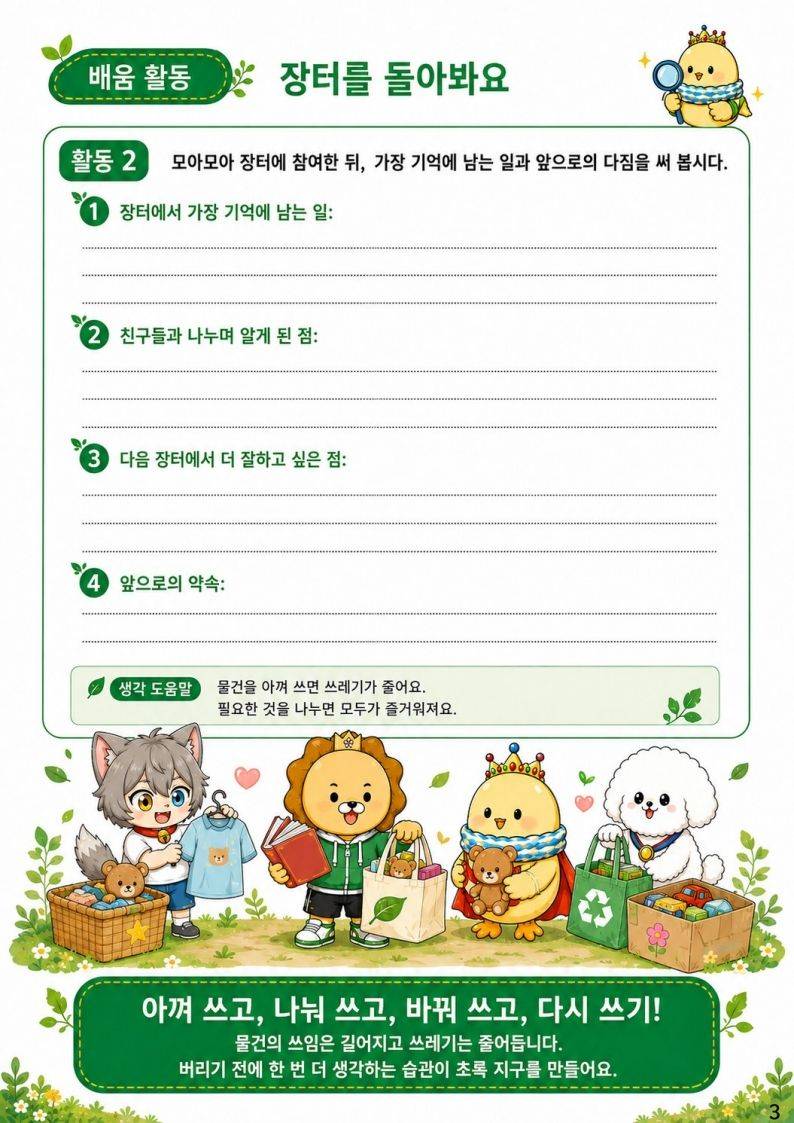 배움 활동
장터를 돌아봐요
활동 2
모아모아 장터에 참여한 뒤, 가장 기억에 남는 일과 앞으로의 다짐을 써 봅시다.
1 장터에서 가장 기억에 남는 일:
2 친구들과 나누며 알게 된 점:
3 다음 장터에서 더 잘하고 싶은 점:
4 앞으로의 약속:
생각 도움말
물건을 아껴 쓰면 쓰레기가 줄어요.
필요한 것을 나누면 모두가 즐거워져요.
아껴 쓰고, 나눠 쓰고, 바꿔 쓰고, 다시 쓰기!
물건의 쓰임은 길어지고 쓰레기는 줄어듭니다.
버리기 전에 한 번 더 생각하는 습관이 초록 지구를 만들어요.
3